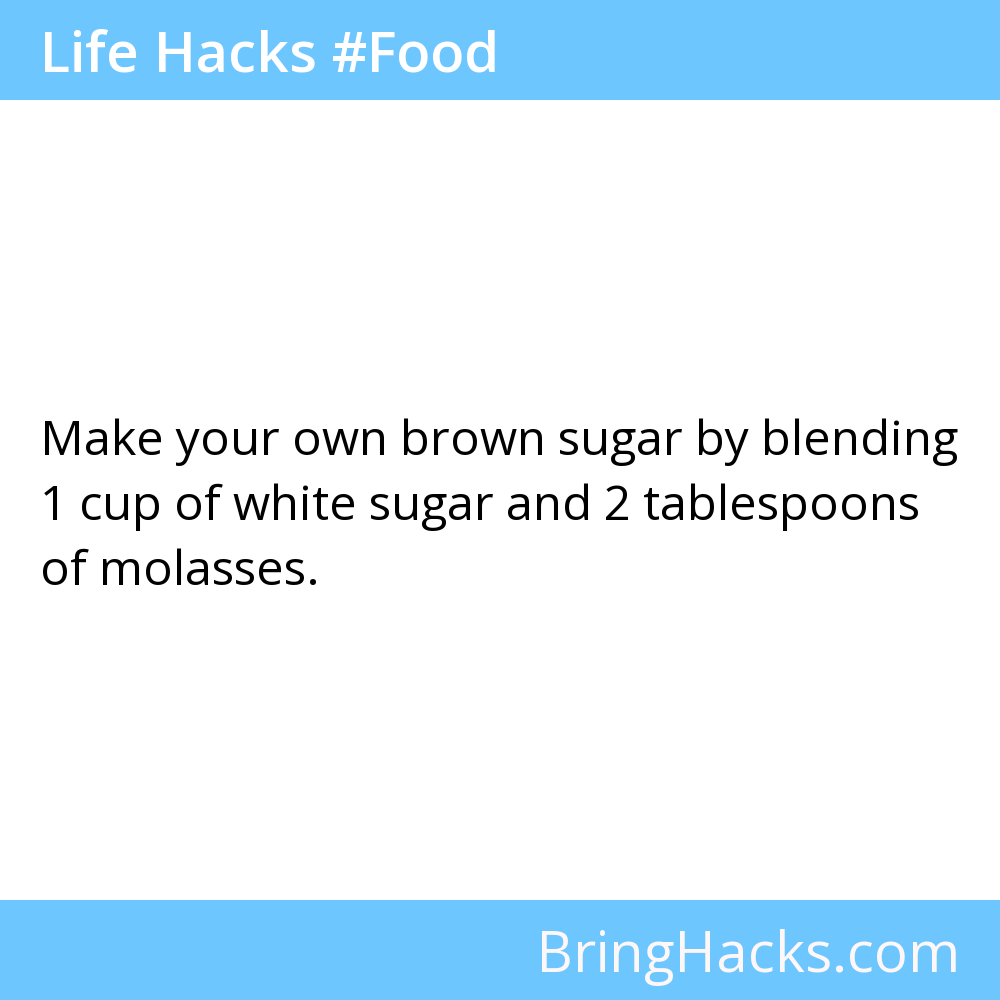 Life Hacks #Food
Make your own brown sugar by blending
1 cup of white sugar and 2 tablespoons
of molasses.
BringHacks.com